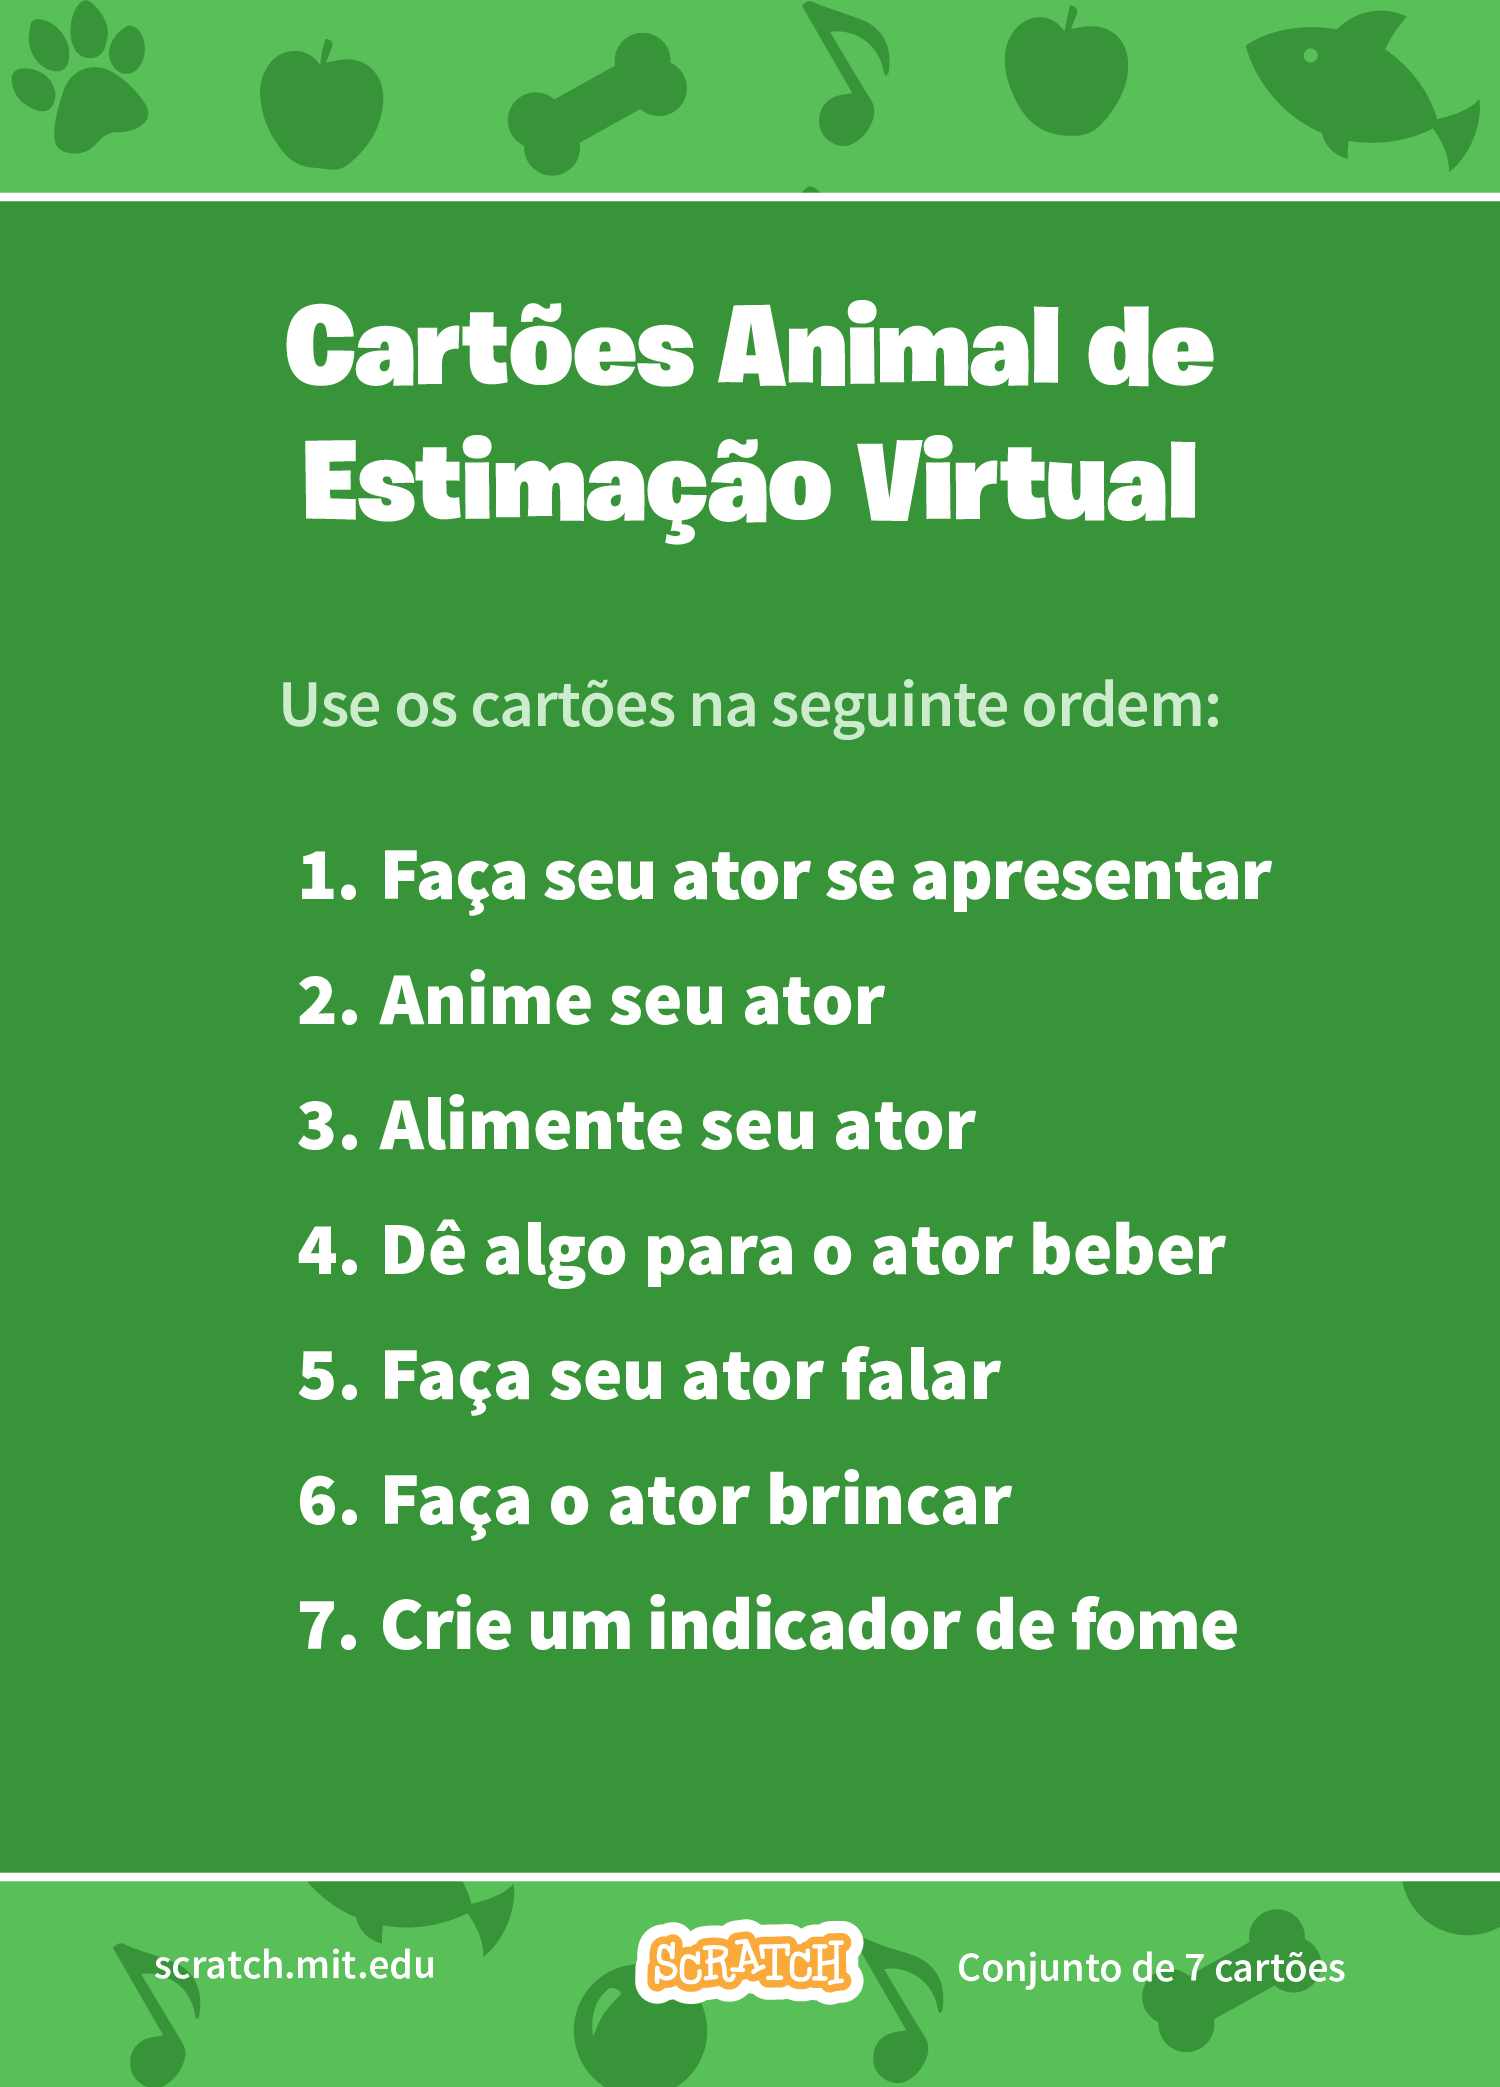 Cartões Animal de
Estimação Virtual
Use os cartões na seguinte ordem:
1. Faça seu ator se apresentar
2. Anime seu ator
3. Alimente seu ator
4. Dê algo para o ator beber
5. Faça seu ator falar
6. Faça o ator brincar
7. Crie um indicador de fome
scratch.mit.edu
SCRATCH
Conjunto de 7 cartões